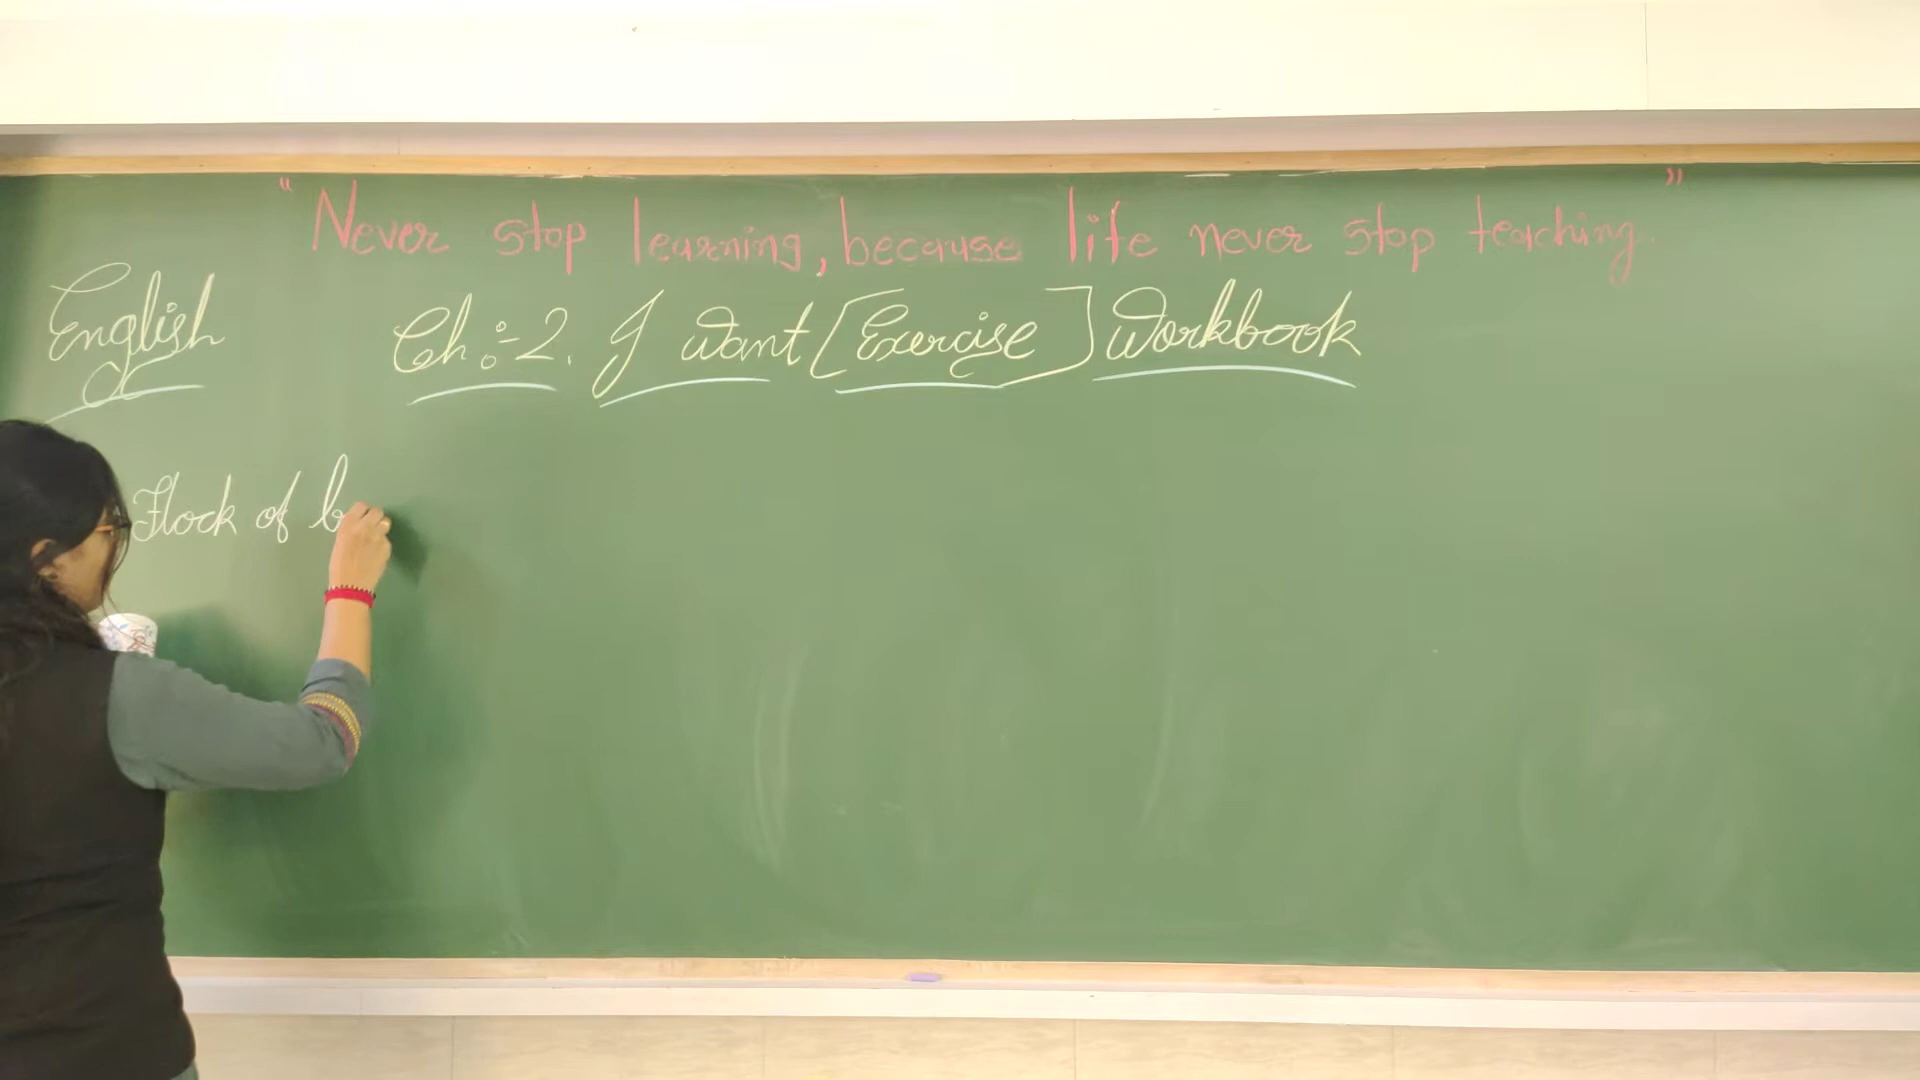 "Never stop learning, because life never stop teaching."
English
Ch:-2. I Want [Exercise] Workbook
Flock of b